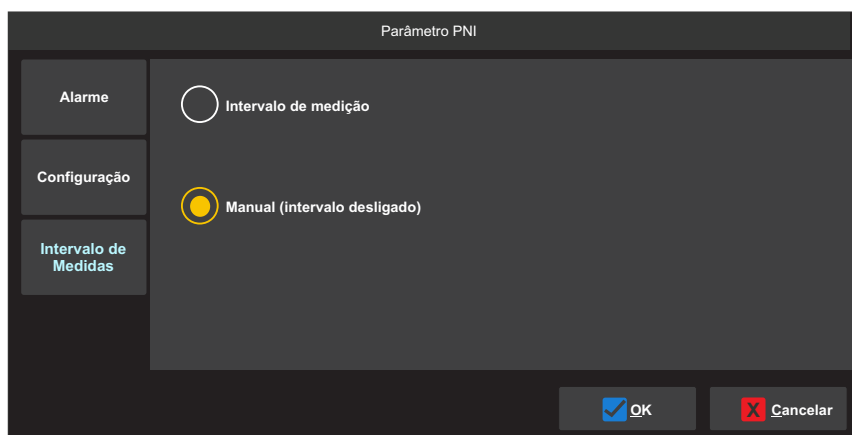 Parâmetro PNI
Alarme
Intervalo de medição
Configuração
Manual (intervalo desligado)
Intervalo de
Medidas
OK
X Cancelar